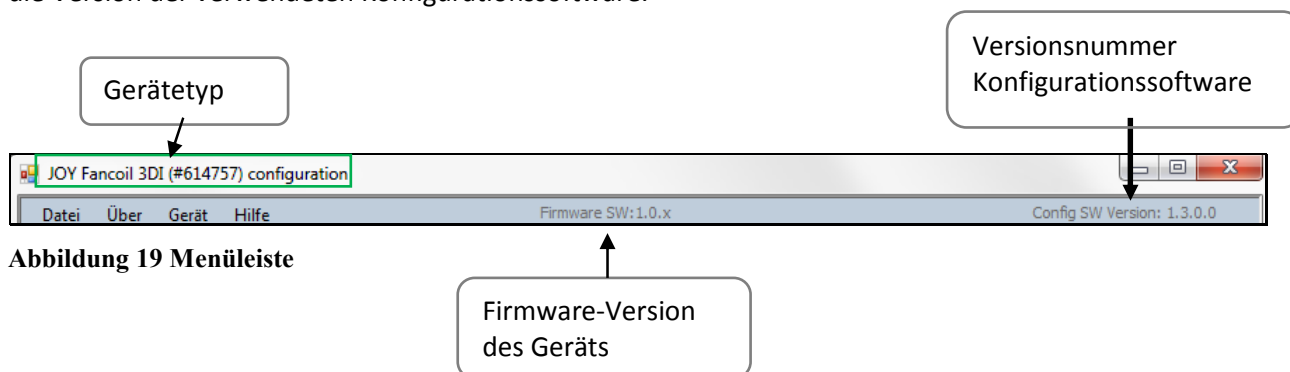 die Version der verwendeten Konfigurationssoftware.
Versionsnummer
Konfigurationssoftware
Gerätetyp
JOY Fancoil 3DI (#614757) configuration
Datei Über Gerät Hilfe Firmware SW:1.0.x Config SW Version: 1.3.0.0
Abbildung 19 Menüleiste
Firmware-Version
des Geräts